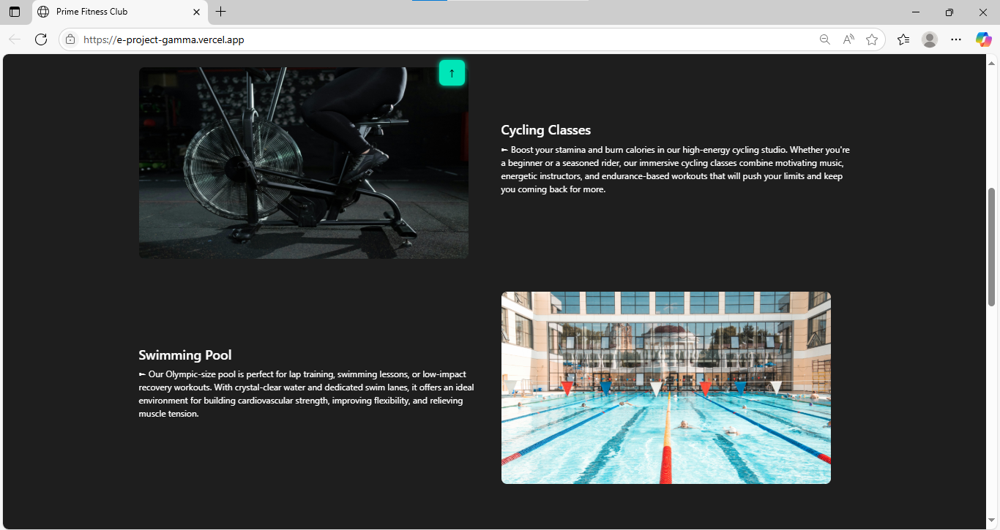 Prime Fitness Club
https://e-project-gamma.vercel.app
↑
Cycling Classes
➛ Boost your stamina and burn calories in our high-energy cycling studio. Whether you're
a beginner or a seasoned rider, our immersive cycling classes combine motivating music,
energetic instructors, and endurance-based workouts that will push your limits and keep
you coming back for more.
Swimming Pool
➛ Our Olympic-size pool is perfect for lap training, swimming lessons, or low-impact
recovery workouts. With crystal-clear water and dedicated swim lanes, it offers an ideal
environment for building cardiovascular strength, improving flexibility, and relieving
muscle tension.